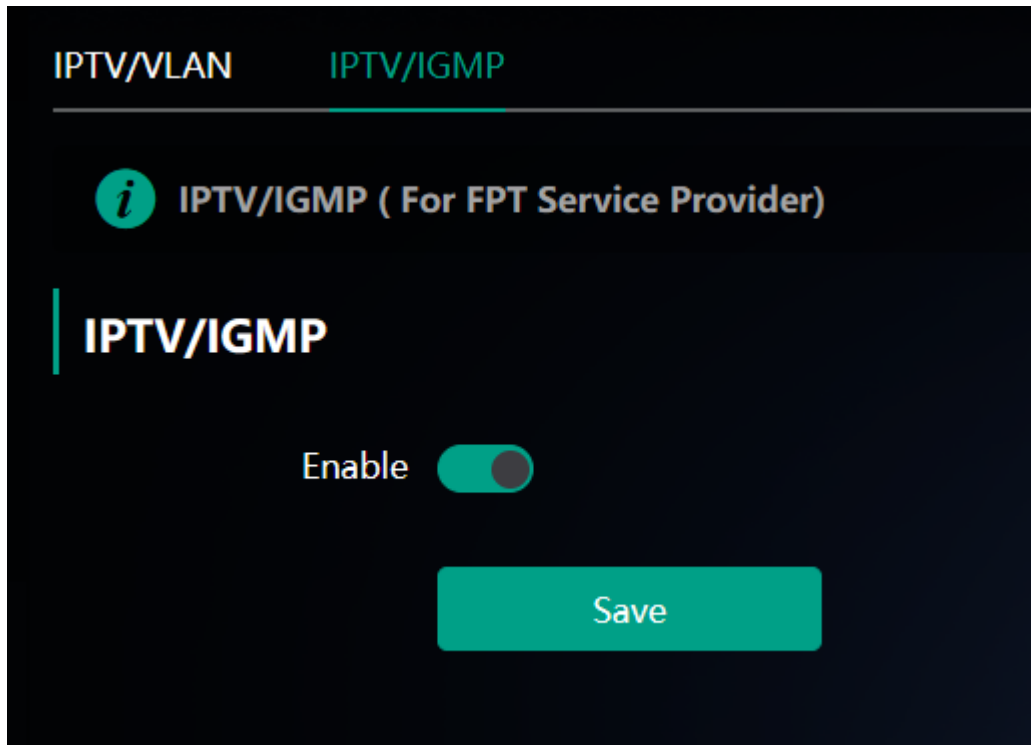 IPTV/VLAN IPTV/IGMP
i IPTV/IGMP ( For FPT Service Provider)
IPTV/IGMP
Enable
Save